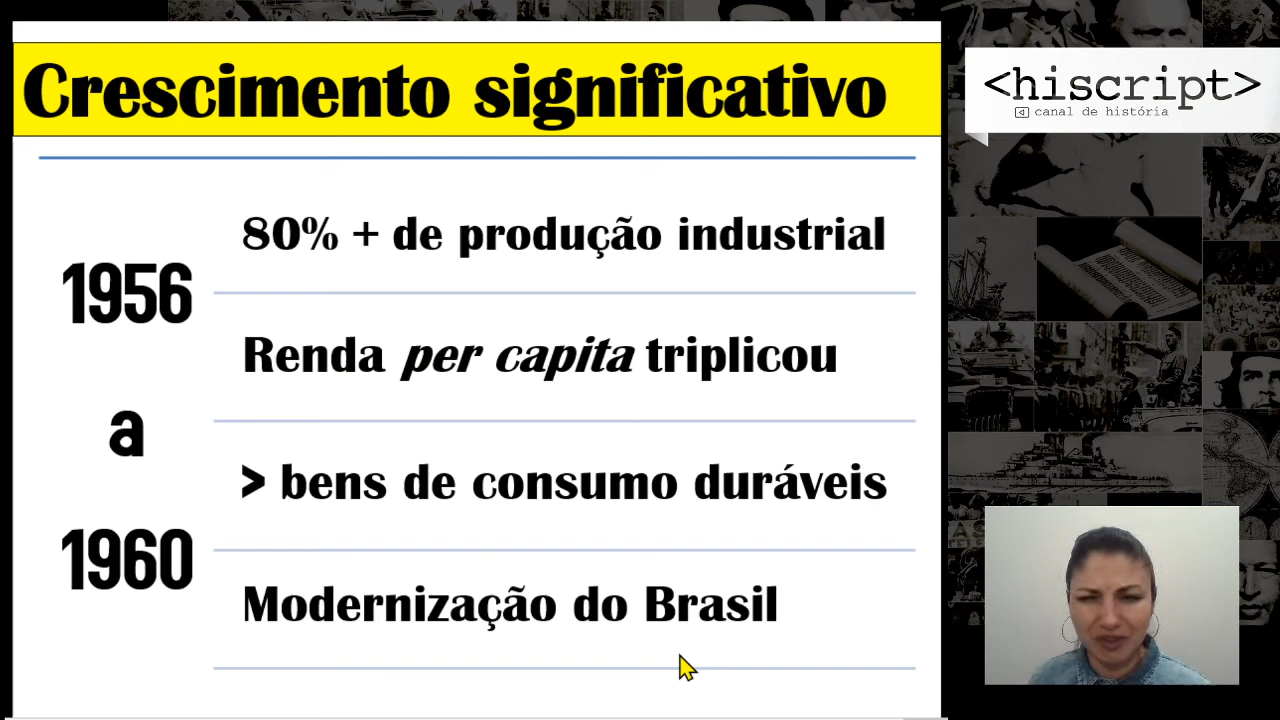 Crescimento significativo
1956
a
1960
80% + de produção industrial
Renda per capita triplicou
> bens de consumo duráveis
Modernização do Brasil
<hiscript>
canal de história